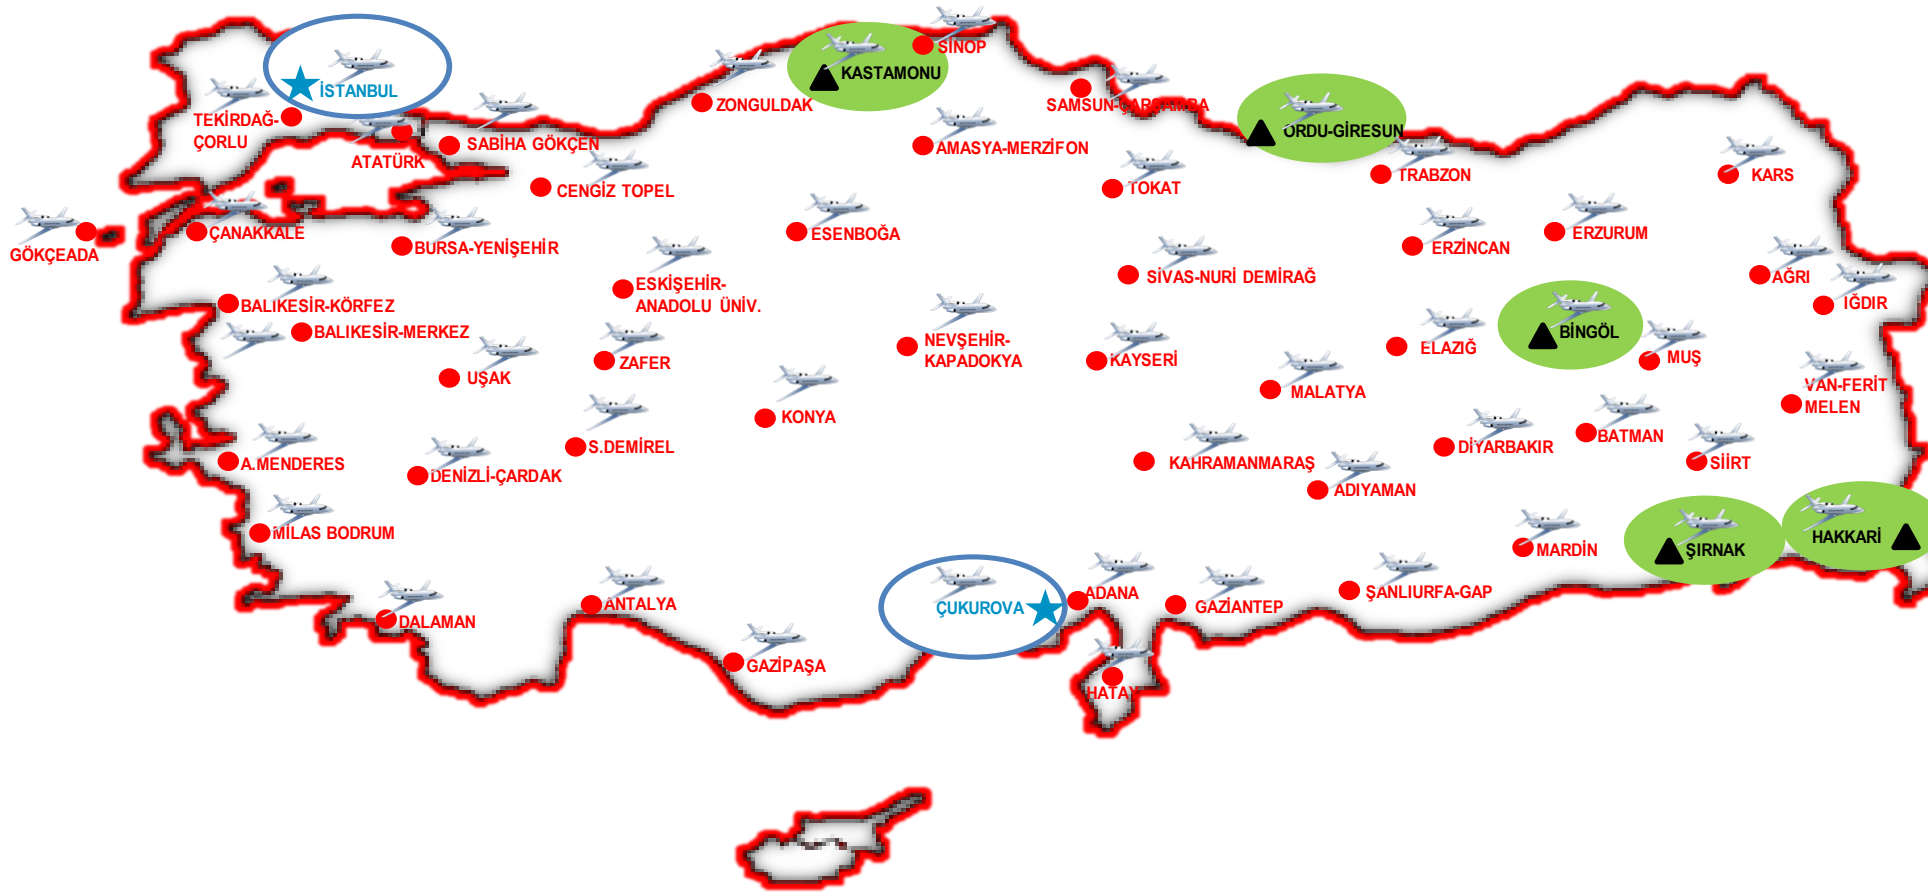 SİNOP
KASTAMONU
İSTANBUL
ZONGULDAK
SAMSUN-ÇARŞAMBA
TEKİRDAĞ-
ÇORLU
ATATÜRK
SABİHA GÖKÇEN
AMASYA-MERZİFON
ORDU-GİRESUN
CENGİZ TOPEL
TOKAT
TRABZON
KARS
GÖKÇEADA
ÇANAKKALE
BURSA-YENİŞEHİR
ESENBOĞA
ERZİNCAN
ERZURUM
ESKİŞEHİR-
ANADOLU ÜNİV.
SİVAS-NURİ DEMİRAĞ
AĞRI
IĞDIR
BALIKESİR-KÖRFEZ
BALIKESİR-MERKEZ
NEVŞEHİR-
KAPADOKYA
ZAFER
KAYSERİ
ELAZIĞ
BİNGÖL
MUŞ
UŞAK
KONYA
MALATYA
VAN-FERİT
MELEN
S.DEMİREL
DİYARBAKIR
BATMAN
A.MENDERES
DENİZLİ-ÇARDAK
KAHRAMANMARAŞ
ADIYAMAN
SİİRT
MİLAS BODRUM
MARDİN
ŞIRNAK
HAKKARİ
DALAMAN
ANTALYA
ÇUKUROVA
ADANA
GAZİANTEP
ŞANLIURFA-GAP
GAZİPAŞA
HATAY